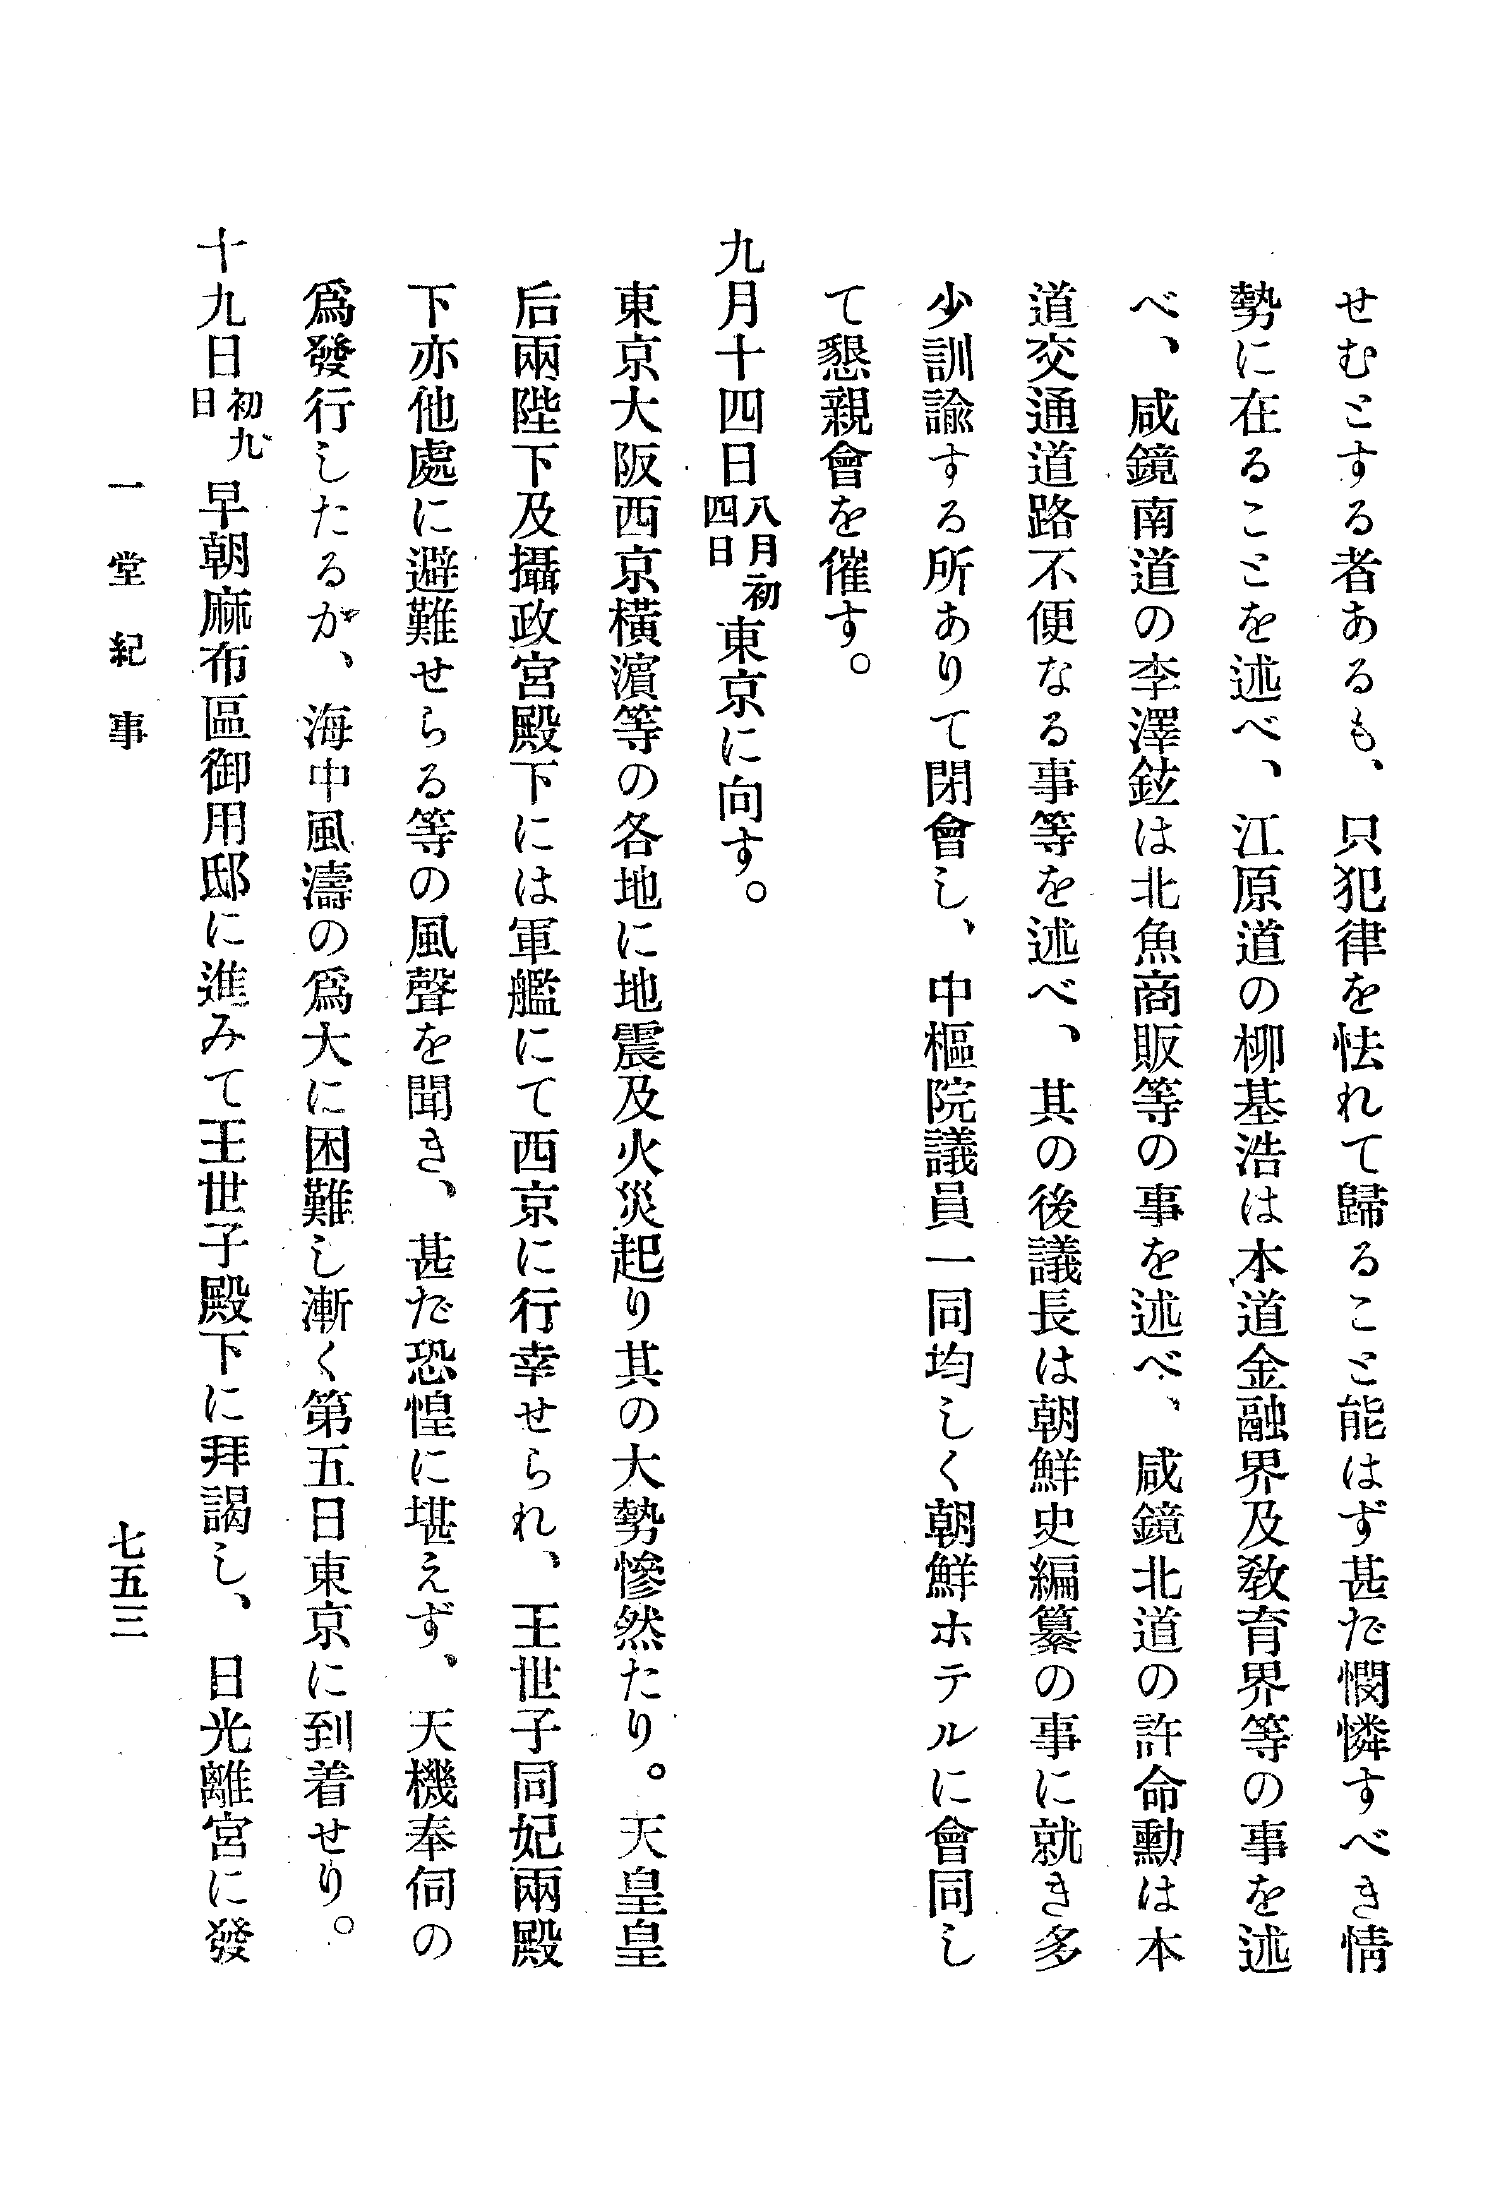 せむとする者あるも、只犯律を怯れて歸ること能はず甚だ憫憐すべき情
勢に在ることを述べ、江原道の柳基浩は本道金融界及敎育界等の事を述
べ、咸鏡南道の李澤鉉は北魚商販等の事を述べ、咸鏡北道の許命勳は本
道交通道路不便なる事等を述べ、其の後議長は朝鮮史編纂の事に就き多
少訓諭する所ありて閉會し、中樞院議員一同均しく朝鮮ホテルに會同し
て懇親會を催す。
九月十四日八月初四日東京に向す。
東京大阪西京橫濱等の各地に地震及火災起り其の大勢慘然たり。天皇皇
后兩陛下及攝政宮殿下には軍艦にて西京に行幸せられ、王世子同妃兩殿
下亦他處に避難せらる等の風聲を聞き、甚だ恐惶に堪えず、天機奉伺の
爲發行したるが、海中風濤の爲大に困難し漸く第五日東京に到着せり。
十九日初九日早朝麻布區御用邸に進みて王世子殿下に拜謁し、日光離宮に發
一堂紀事
七五三